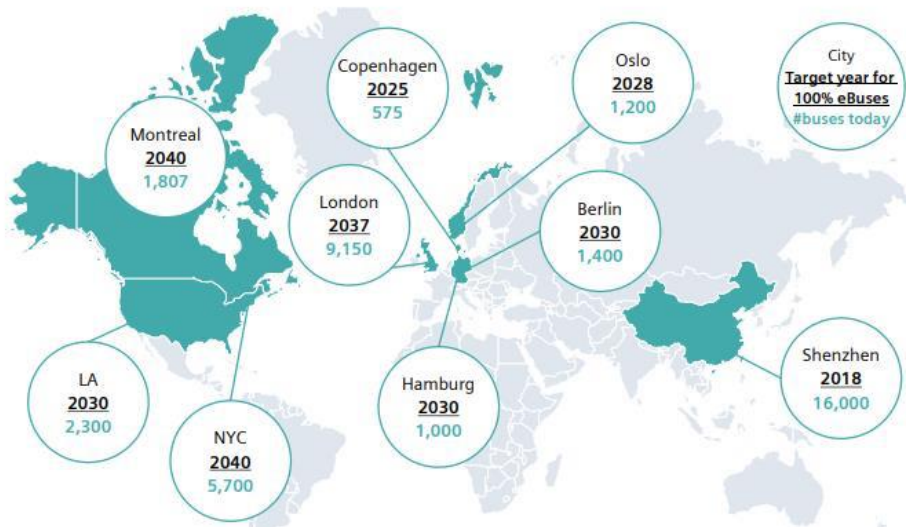 Copenhagen
2025
575
Oslo
2028
1,200
City
Target year for
100% eBuses
#buses today
Montreal
2040
1,807
London
2037
9,150
Berlin
2030
1,400
LA
2030
2,300
NYC
2040
5,700
Hamburg
2030
1,000
Shenzhen
2018
16,000